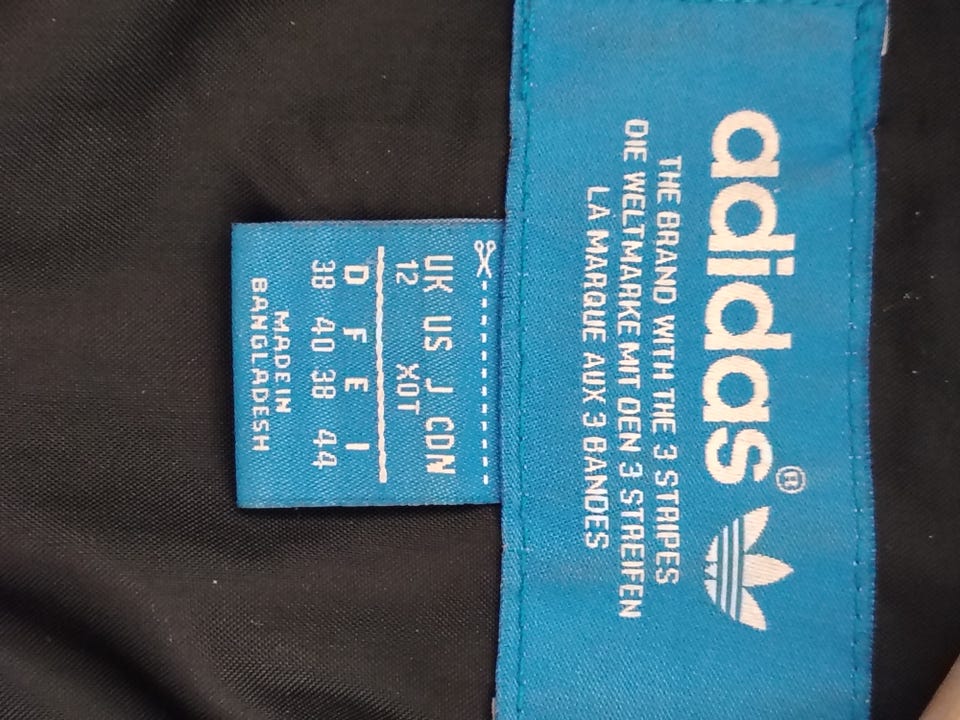 adidas®
THE BRAND WITH THE 3 STRIPES
DIE WELTMARKE MIT DEN 3 STREIFEN
LA MARQUE AUX 3 BANDES
UK US J CDN
12 XOT
D F E I
38 40 38 44
MADE IN
BANGLADESH